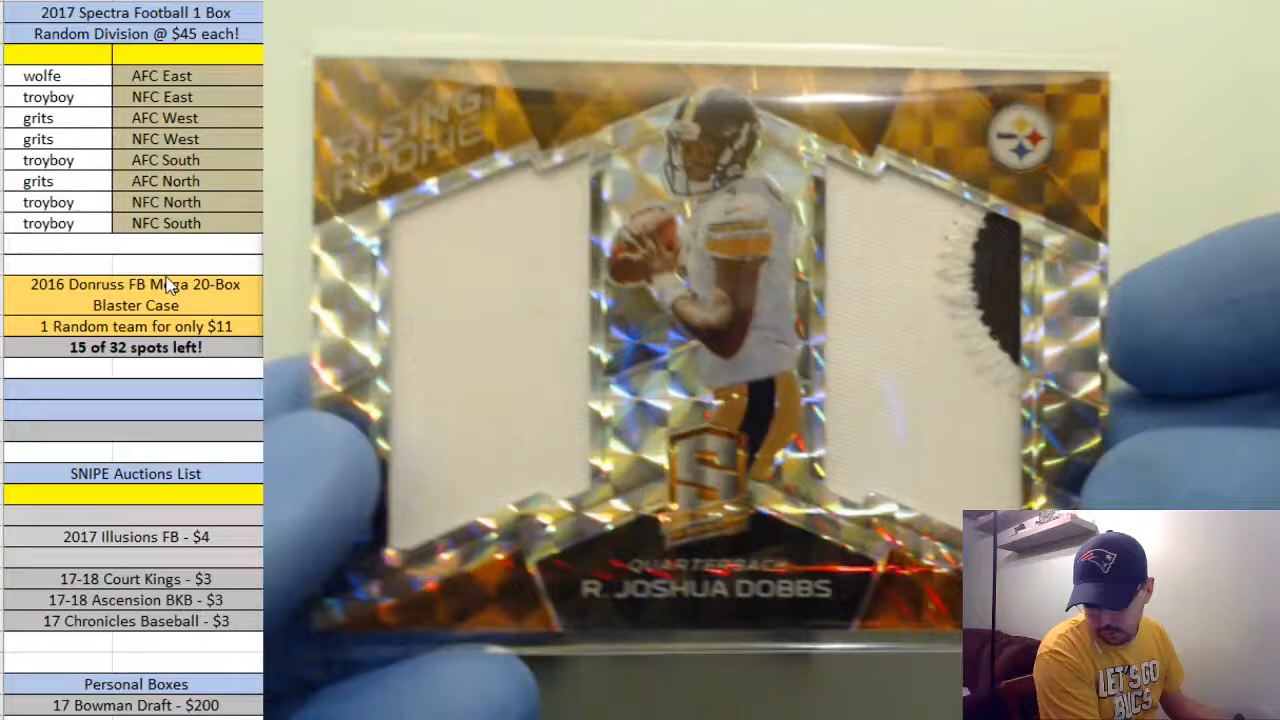 2017 Spectra Football 1 Box
Random Division @ $45 each!
wolfe AFC East
troyboy NFC East
grits AFC West
grits NFC West
troyboy AFC South
grits AFC North
troyboy NFC North
troyboy NFC South
2016 Donruss FB Mega 20-Box
Blaster Case
1 Random team for only $11
15 of 32 spots left!
SNIPE Auctions List
2017 Illusions FB - $4
17-18 Court Kings - $3
17-18 Ascension BKB - $3
17 Chronicles Baseball - $3
Personal Boxes
17 Bowman Draft - $200
RISING
ROOKIE
S
QUARTERBACK
R. JOSHUA DOBBS
LET'S GO
BUCS